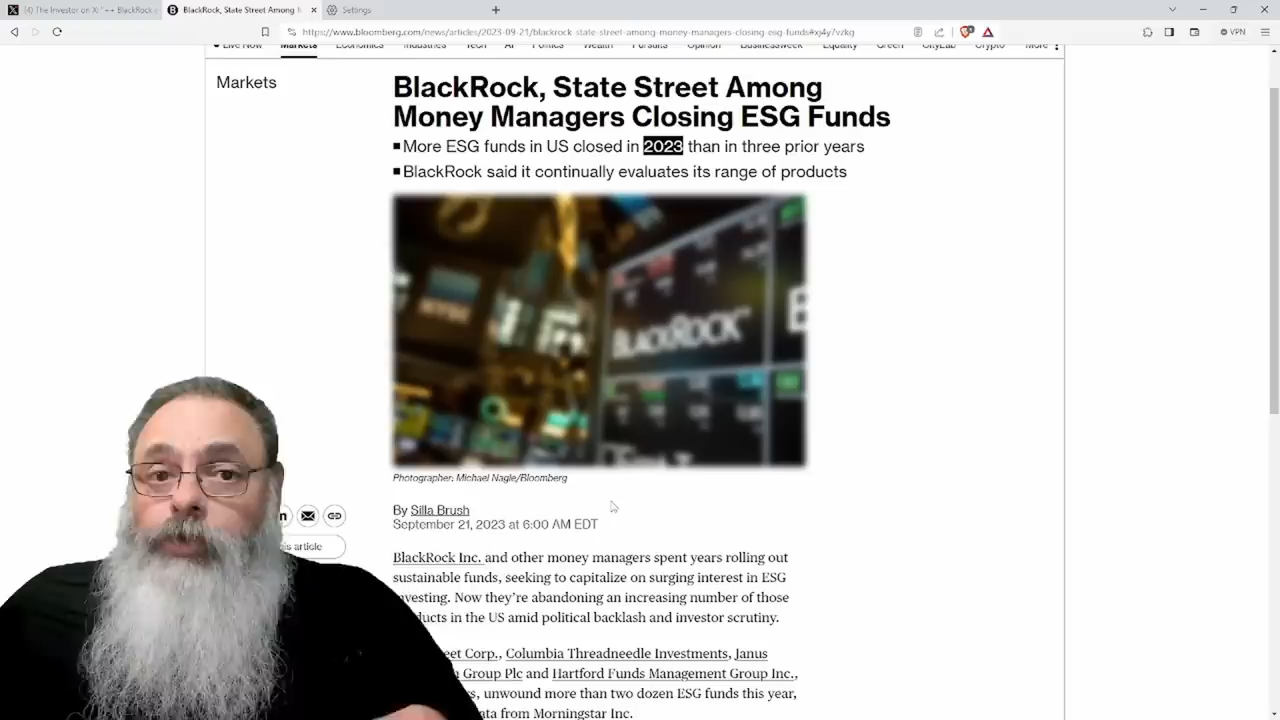 (4) The Investor on X: "++ BlackRock
BlackRock, State Street Among M
Settings
https://www.bloomberg.com/news/articles/2023-09-21/blackrock-state-street-among-money-managers-closing-esg-funds#xj4y7vzkg
VPN
Live Now Markets Economics Industries Tech AI Politics Wealth Pursuits Opinion Businessweek Equality Green CityLab Crypto More
Markets
BlackRock, State Street Among
Money Managers Closing ESG Funds
More ESG funds in US closed in 2023 than in three prior years
BlackRock said it continually evaluates its range of products
BLACKROCK
Photographer: Michael Nagle/Bloomberg
By Silla Brush
September 21, 2023 at 6:00 AM EDT
his article
BlackRock Inc. and other money managers spent years rolling out
sustainable funds, seeking to capitalize on surging interest in ESG
nvesting. Now they're abandoning an increasing number of those
ucts in the US amid political backlash and investor scrutiny.
eet Corp., Columbia Threadneedle Investments, Janus
Group Plc and Hartford Funds Management Group Inc.,
s, unwound more than two dozen ESG funds this year,
ata from Morningstar Inc.